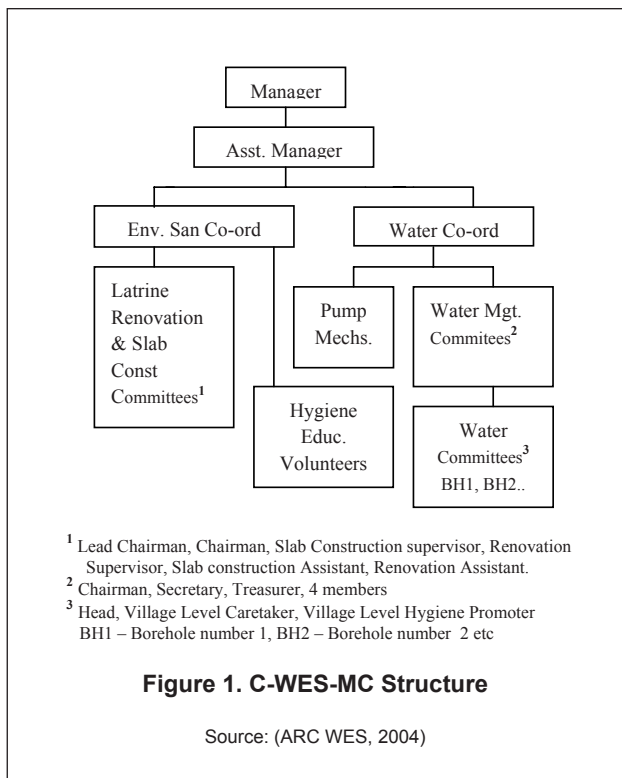 Manager
Asst. Manager
Env. San Co-ord
Water Co-ord
Latrine
Renovation
& Slab
Const
Committees1
Hygiene
Educ.
Volunteers
Pump
Mechs.
Water Mgt.
Commitees2
Water
Committees3
BH1, BH2..
1 Lead Chairman, Chairman, Slab Construction supervisor, Renovation
Supervisor, Slab construction Assistant, Renovation Assistant.
2 Chairman, Secretary, Treasurer, 4 members
3 Head, Village Level Caretaker, Village Level Hygiene Promoter
BH1 – Borehole number 1, BH2 – Borehole number 2 etc
Figure 1. C-WES-MC Structure
Source: (ARC WES, 2004)